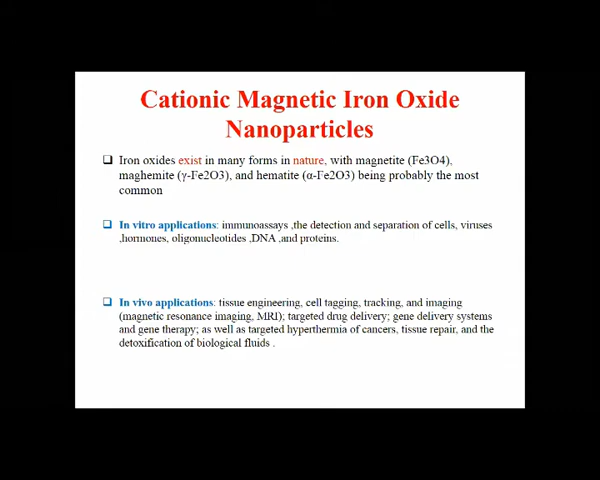 Cationic Magnetic Iron Oxide
Nanoparticles
Iron oxides exist in many forms in nature, with magnetite (Fe3O4),
maghemite (γ-Fe2O3), and hematite (α-Fe2O3) being probably the most
common
In vitro applications: immunoassays ,the detection and separation of cells, viruses
,hormones, oligonucleotides ,DNA ,and proteins.
In vivo applications: tissue engineering, cell tagging, tracking, and imaging
(magnetic resonance imaging, MRI); targeted drug delivery; gene delivery systems
and gene therapy; as well as targeted hyperthermia of cancers, tissue repair, and the
detoxification of biological fluids .